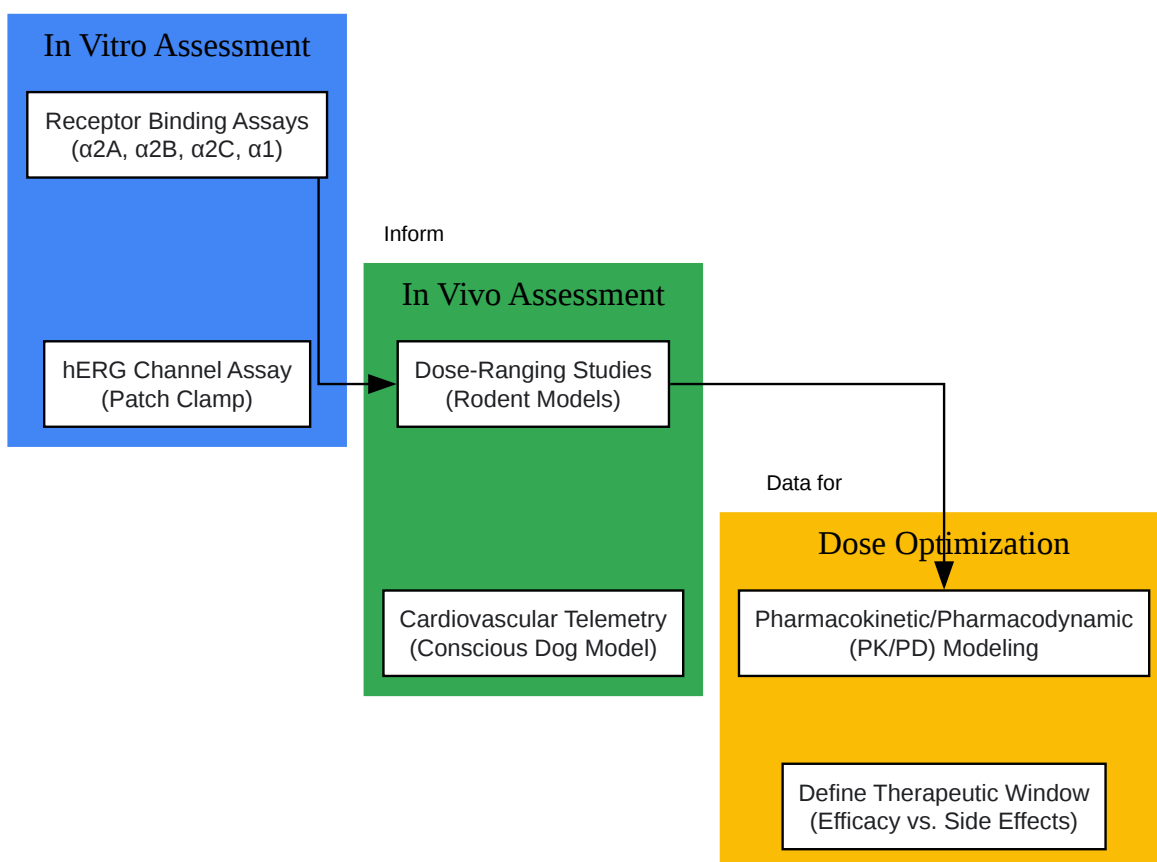 In Vitro Assessment
Receptor Binding Assays
(α2A, α2B, α2C, α1)
hERG Channel Assay
(Patch Clamp)
Inform
In Vivo Assessment
Dose-Ranging Studies
(Rodent Models)
Cardiovascular Telemetry
(Conscious Dog Model)
Data for
Dose Optimization
Pharmacokinetic/Pharmacodynamic
(PK/PD) Modeling
Define Therapeutic Window
(Efficacy vs. Side Effects)